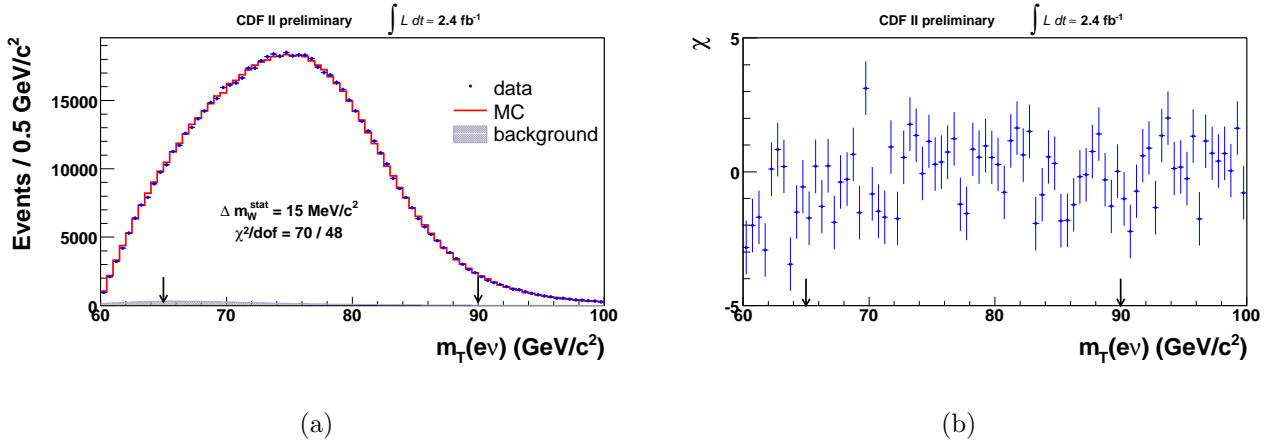 CDF II preliminary ∫ L dt ≈ 2.4 fb⁻¹
Events / 0.5 GeV/c²
15000
10000
5000
0
data
MC
background
Δ m_W^stat = 15 MeV/c²
χ²/dof = 70 / 48
60 70 80 90 100
m_T(eν) (GeV/c²)
(a)
CDF II preliminary ∫ L dt ≈ 2.4 fb⁻¹
χ
5
0
-5
60 70 80 90 100
m_T(eν) (GeV/c²)
(b)